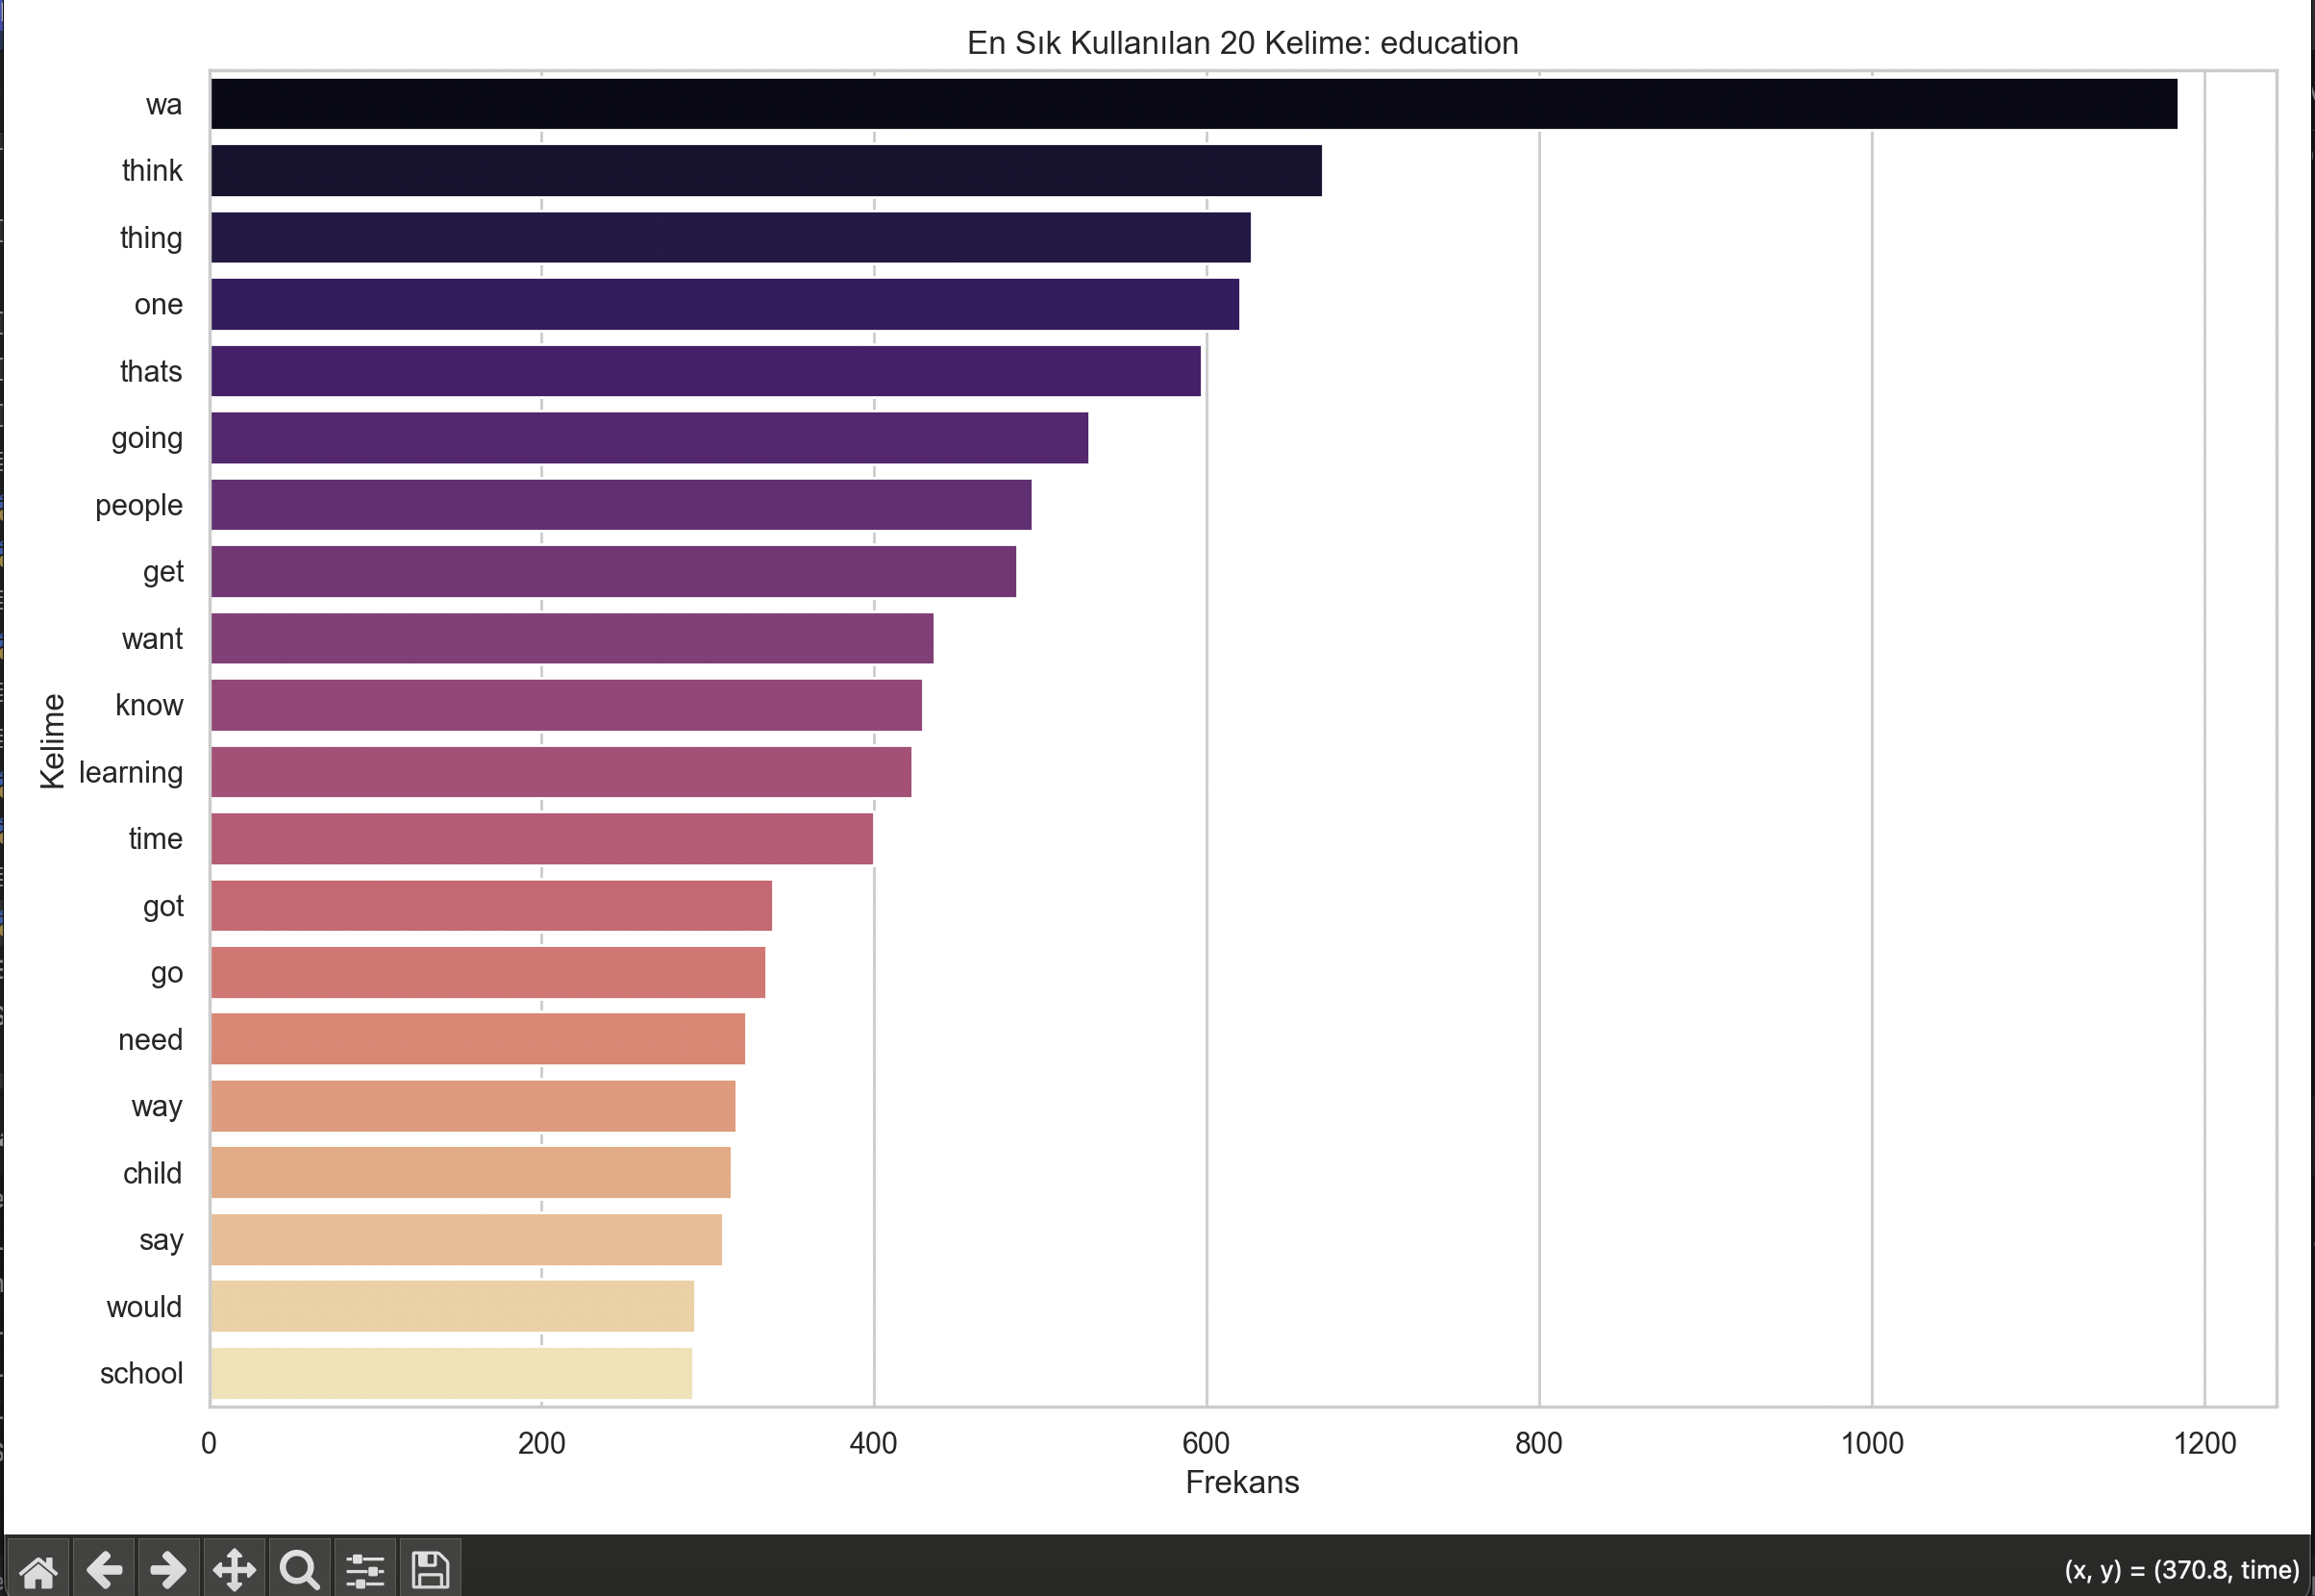 En Sık Kullanılan 20 Kelime: education
wa
think
thing
one
thats
going
people
get
want
know
learning
time
got
go
need
way
child
say
would
school
Kelime
0 200 400 600 800 1000 1200
Frekans
(x, y) = (370.8, time)